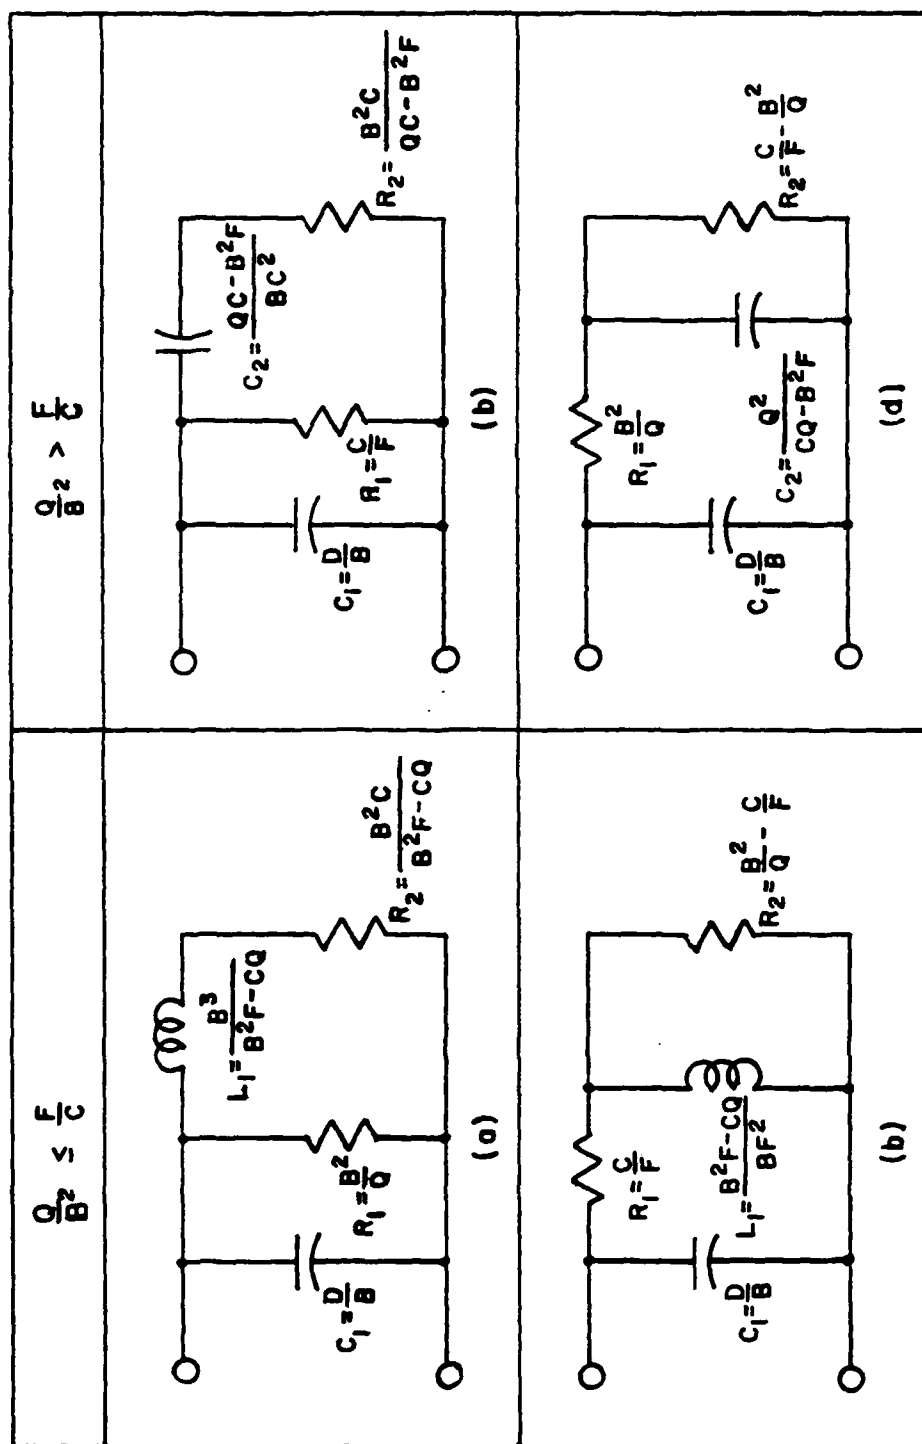 Q/B² ≤ F/C
Q/B² > F/C
C₁ = D/B
R₁ = B²/Q
L₁ = B³/B²F-CQ
R₂ = B²C/B²F-CQ
(a)
C₁ = D/B
R₁ = C/F
C₂ = QC-B²F/BC²
R₂ = B²C/QC-B²F
(b)
C₁ = D/B
R₁ = C/F
L₁ = B²F-CQ/BF²
R₂ = B²/Q - C/F
(b)
C₁ = D/B
R₁ = B²/Q
C₂ = Q²/CQ-B²F
R₂ = C/F - B²/Q
(d)